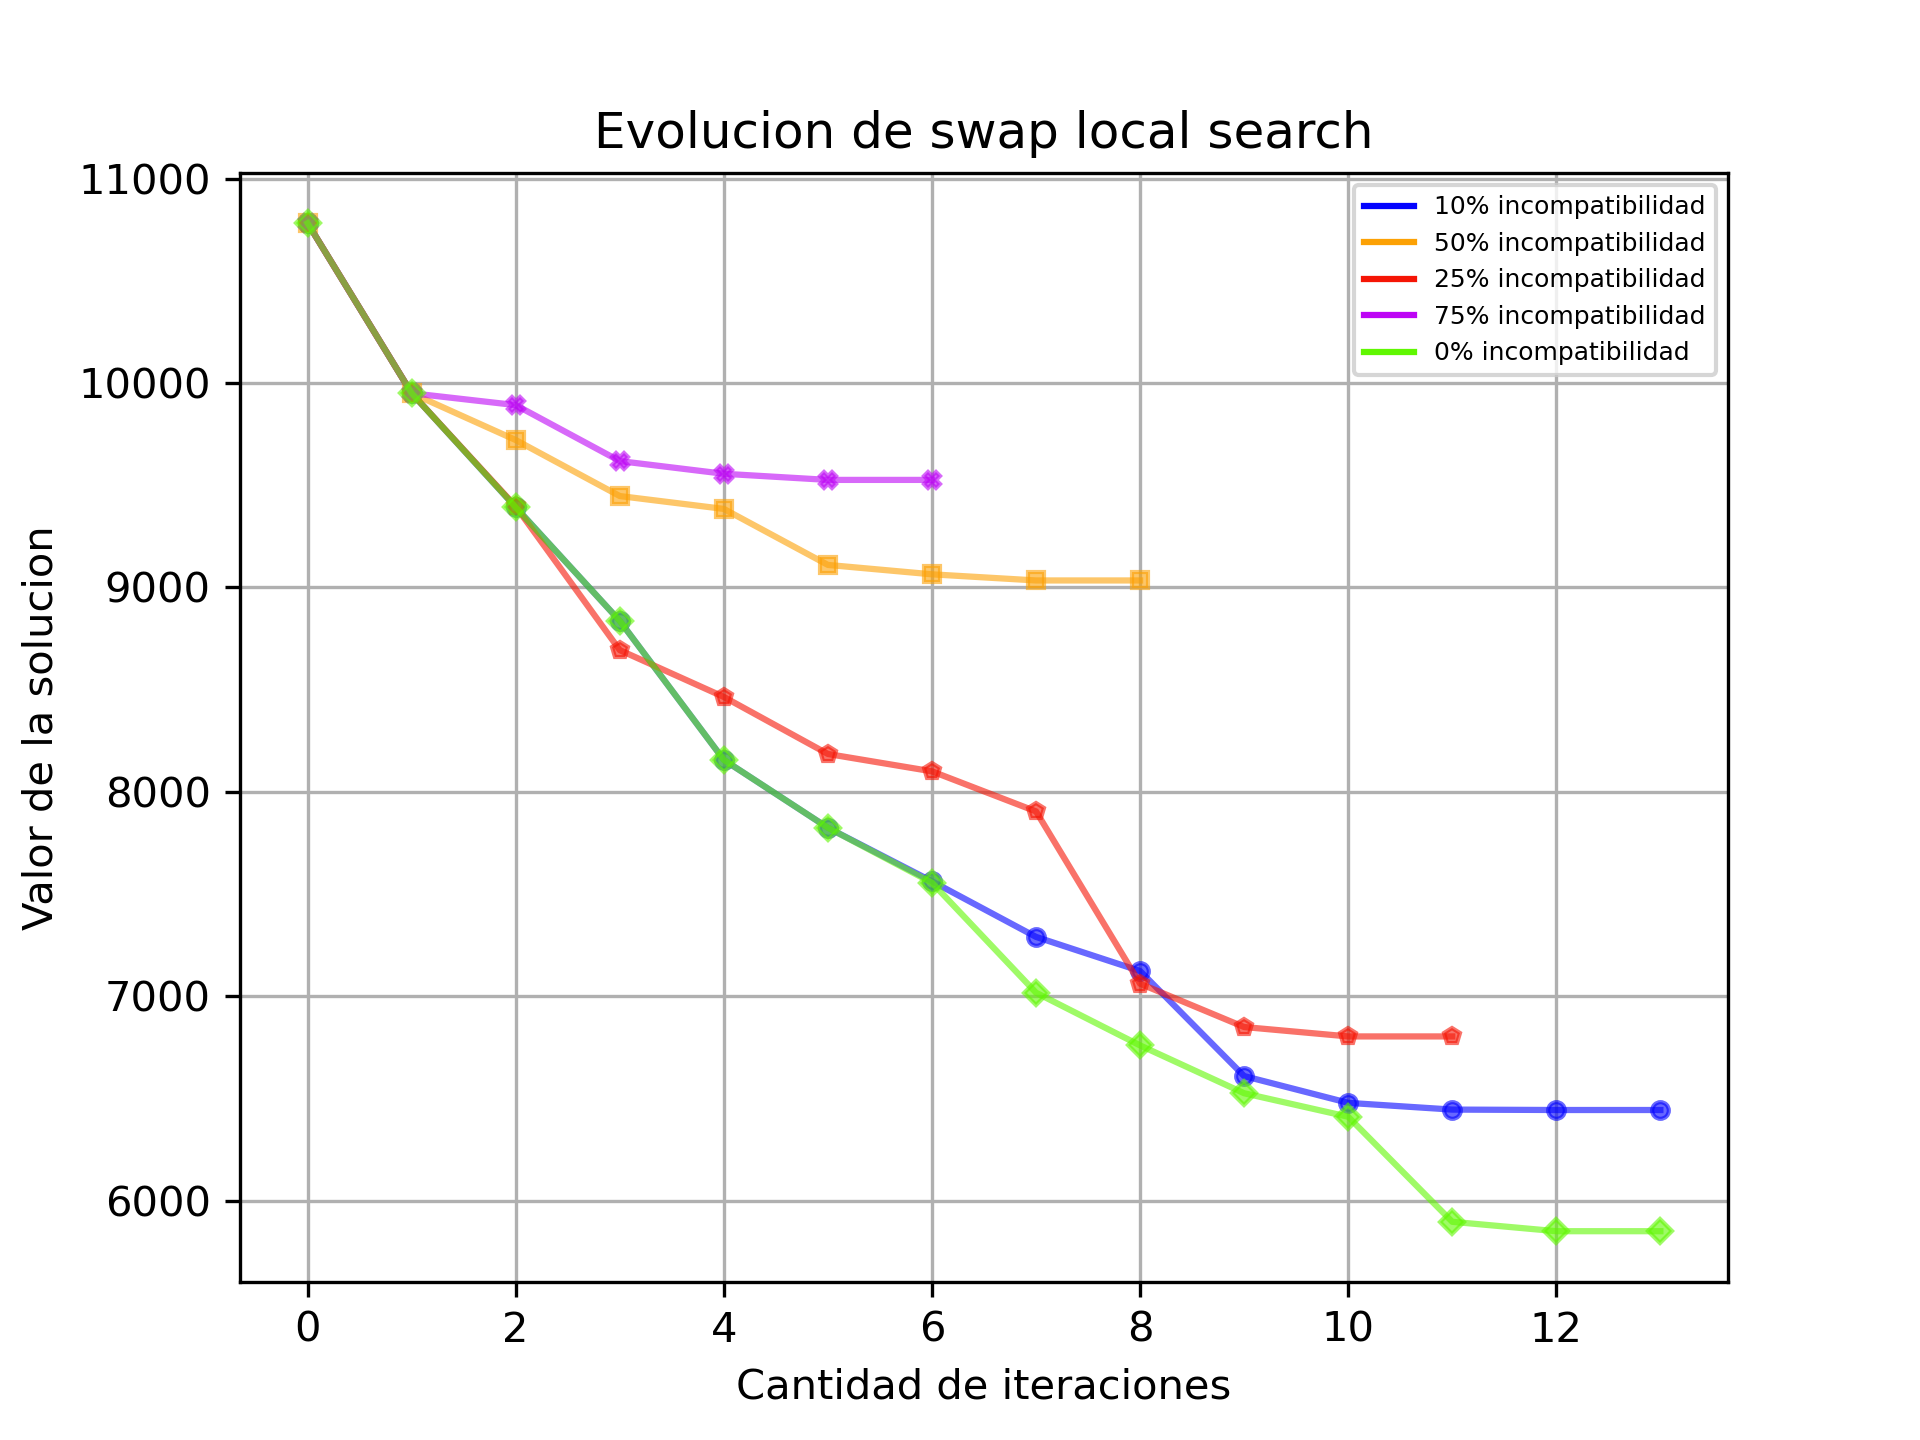 Evolucion de swap local search
11000
10000
9000
8000
7000
6000
Valor de la solucion
10% incompatibilidad
50% incompatibilidad
25% incompatibilidad
75% incompatibilidad
0% incompatibilidad
0 2 4 6 8 10 12
Cantidad de iteraciones